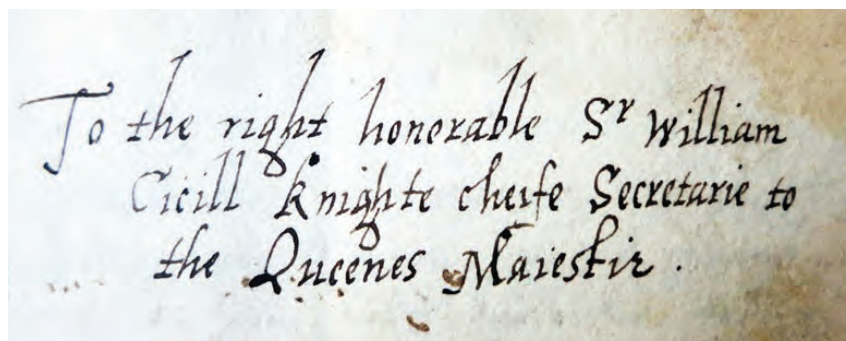 To the right honorable Sr William
Cicill Knighte cheife Secretarie to
the Queenes Maiestie .